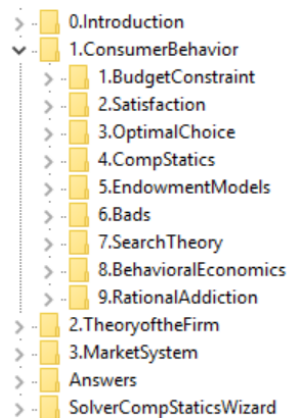 0.Introduction
1.ConsumerBehavior
1.BudgetConstraint
2.Satisfaction
3.OptimalChoice
4.CompStatics
5.EndowmentModels
6.Bads
7.SearchTheory
8.BehavioralEconomics
9.RationalAddiction
2.TheoryoftheFirm
3.MarketSystem
Answers
SolverCompStaticsWizard